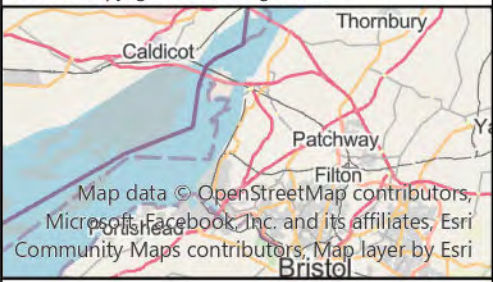 Thornbury
Caldicot
Ya
Patchway
Filton
Map data © OpenStreetMap contributors,
Microsoft, Facebook, Inc. and its affiliates, Esri
Portishead
Community Maps contributors, Map layer by Esri
Bristol